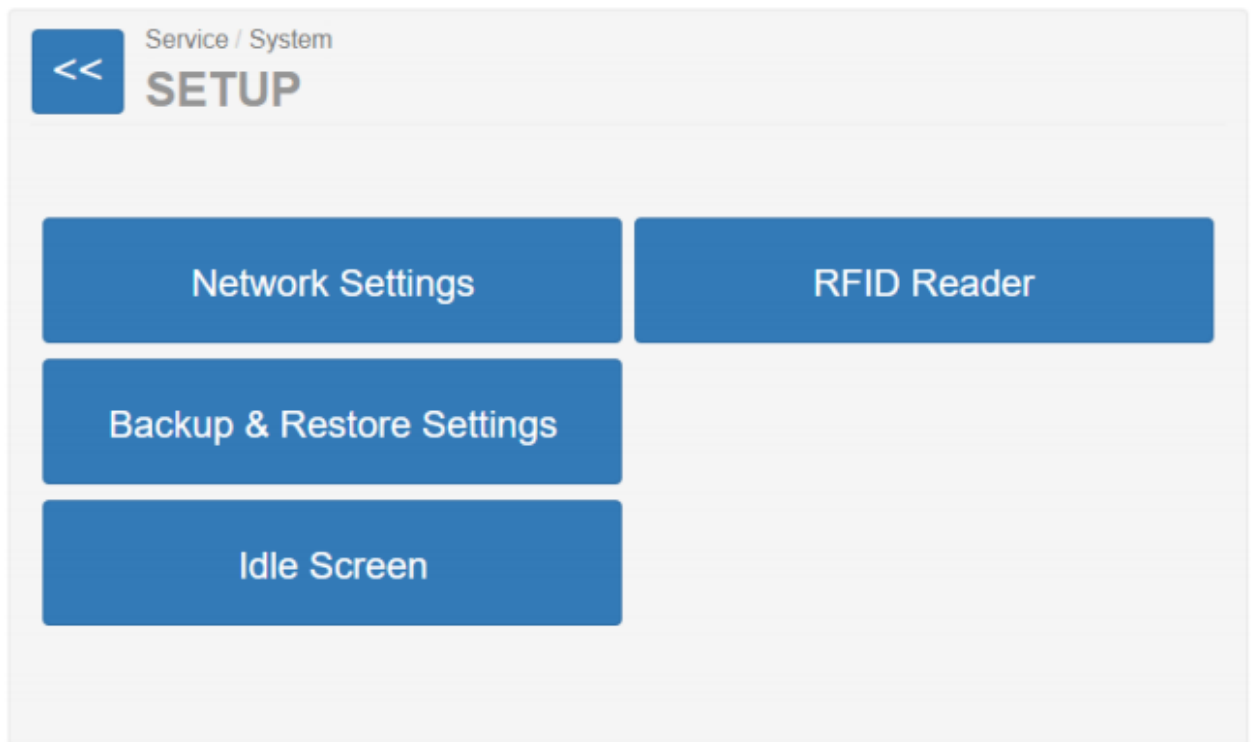 <<
Service / System
SETUP
Network Settings
RFID Reader
Backup & Restore Settings
Idle Screen